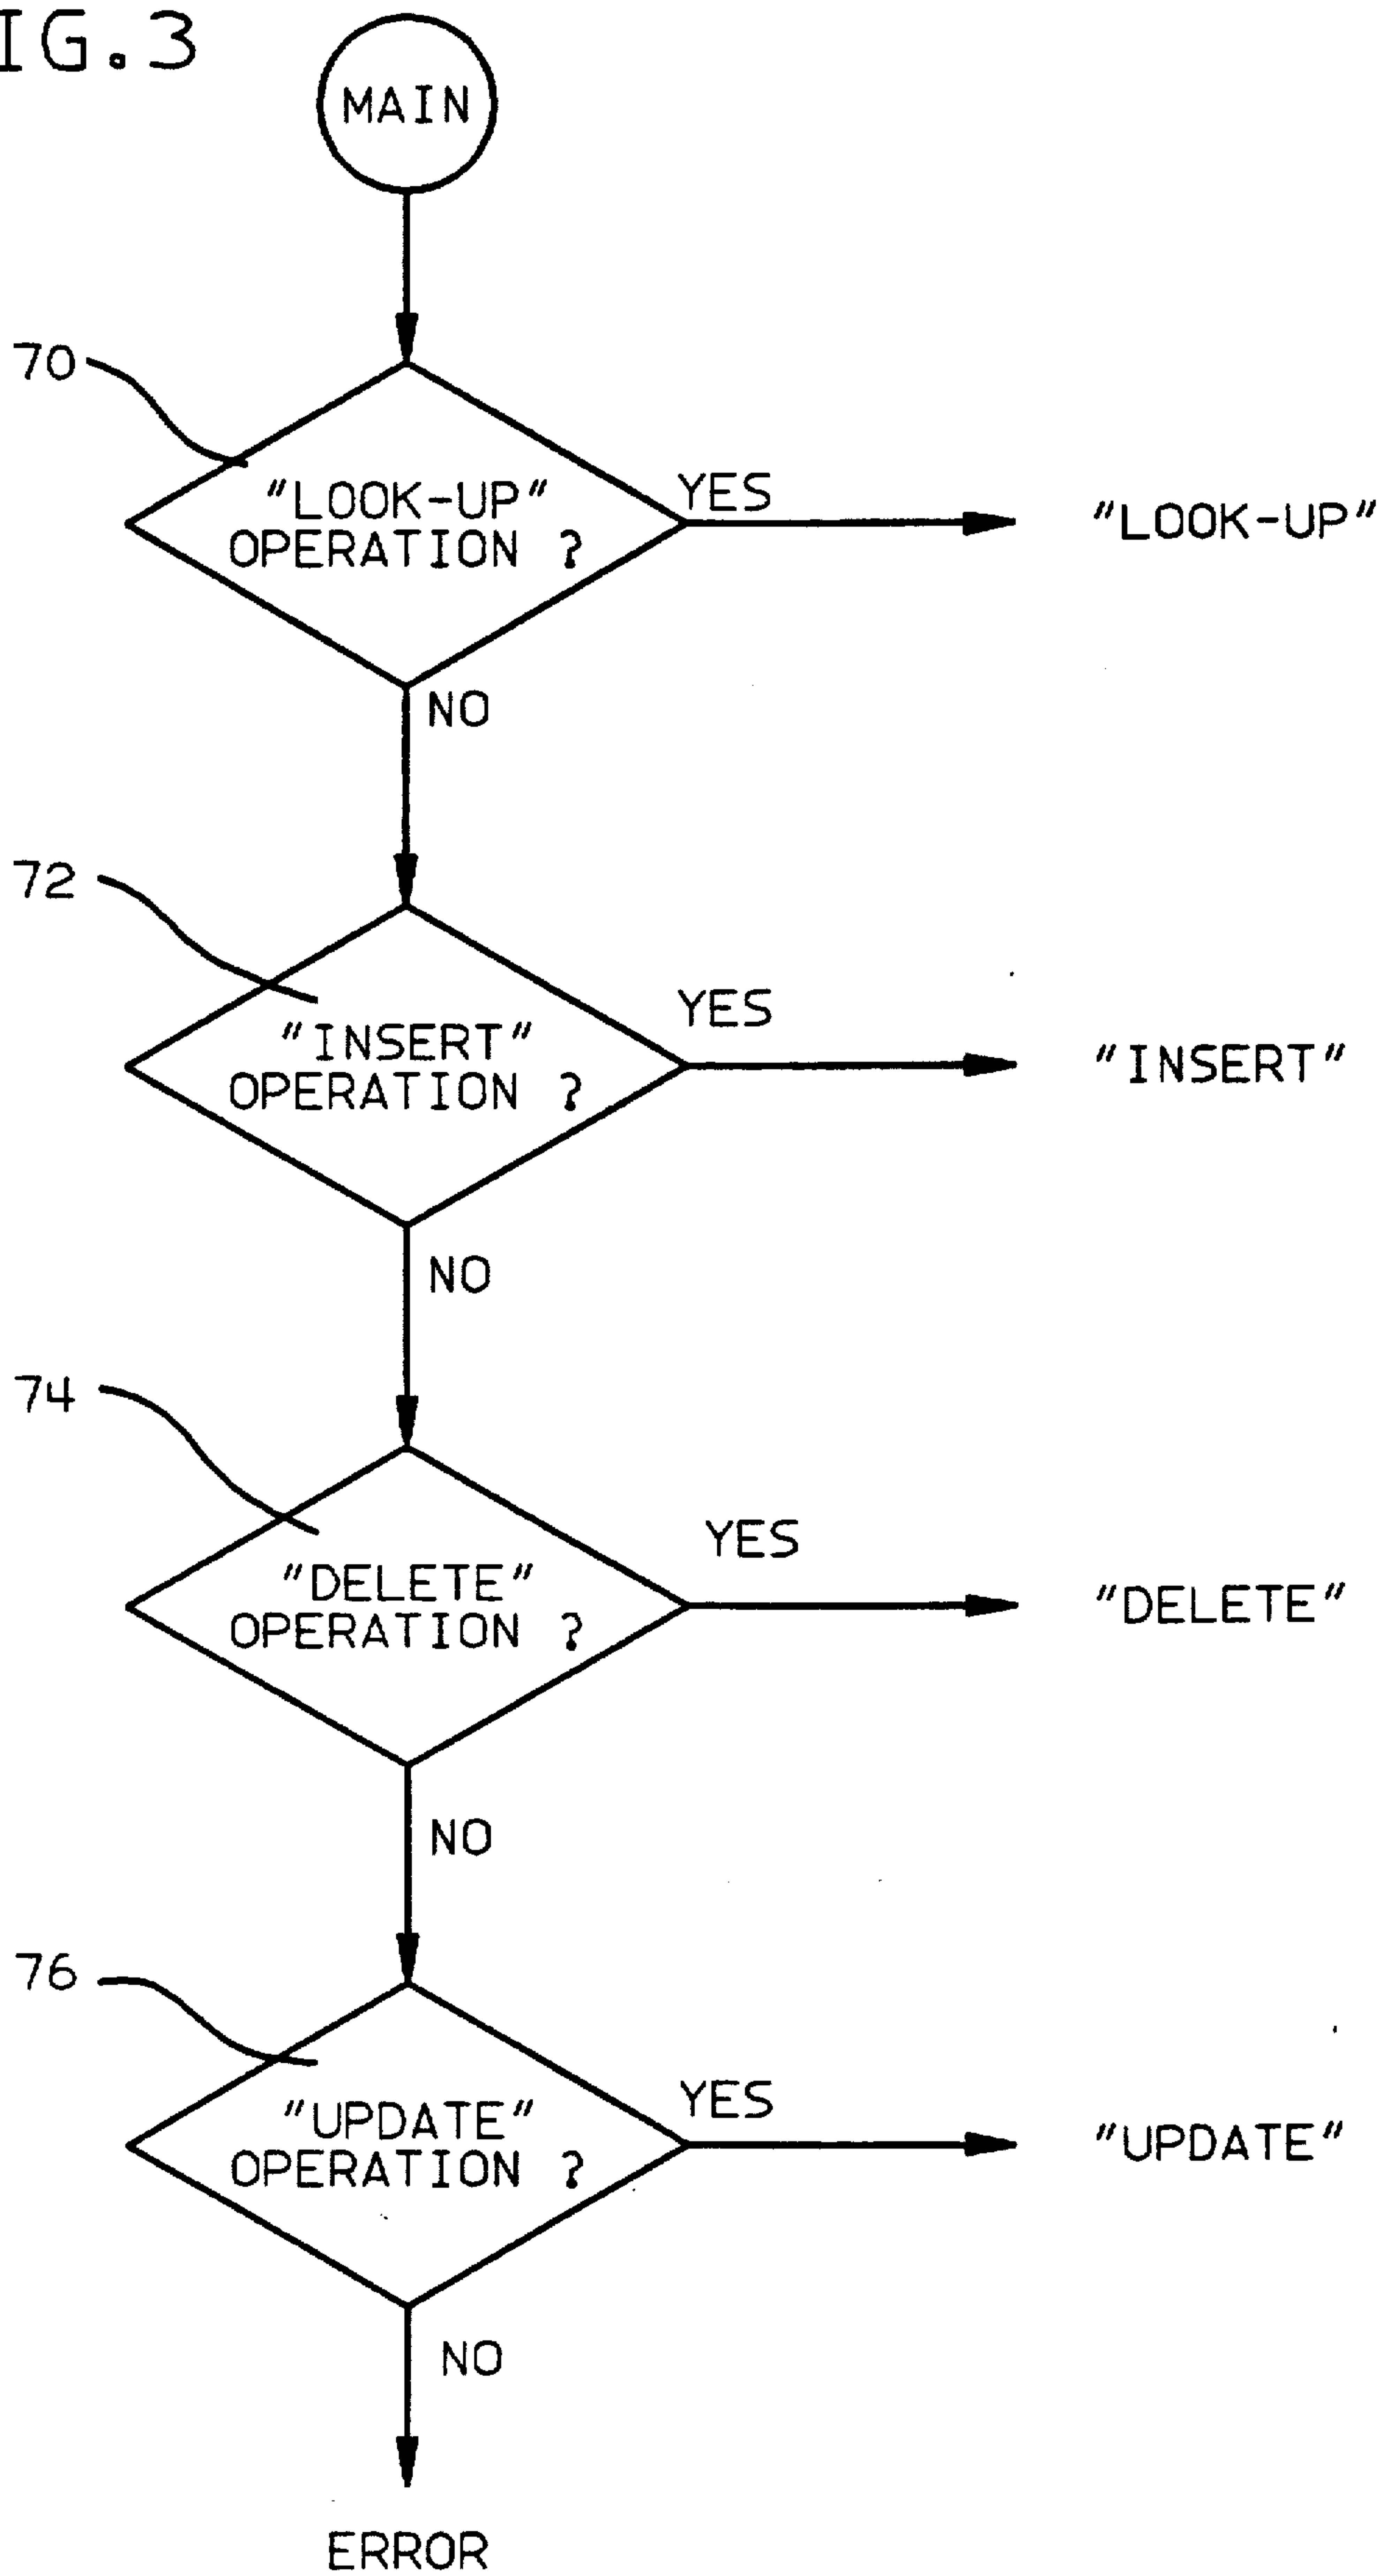 IG.3
MAIN
70
"LOOK-UP"
OPERATION ?
YES
"LOOK-UP"
NO
72
"INSERT"
OPERATION ?
YES
"INSERT"
NO
74
"DELETE"
OPERATION ?
YES
"DELETE"
NO
76
"UPDATE"
OPERATION ?
YES
"UPDATE"
NO
ERROR